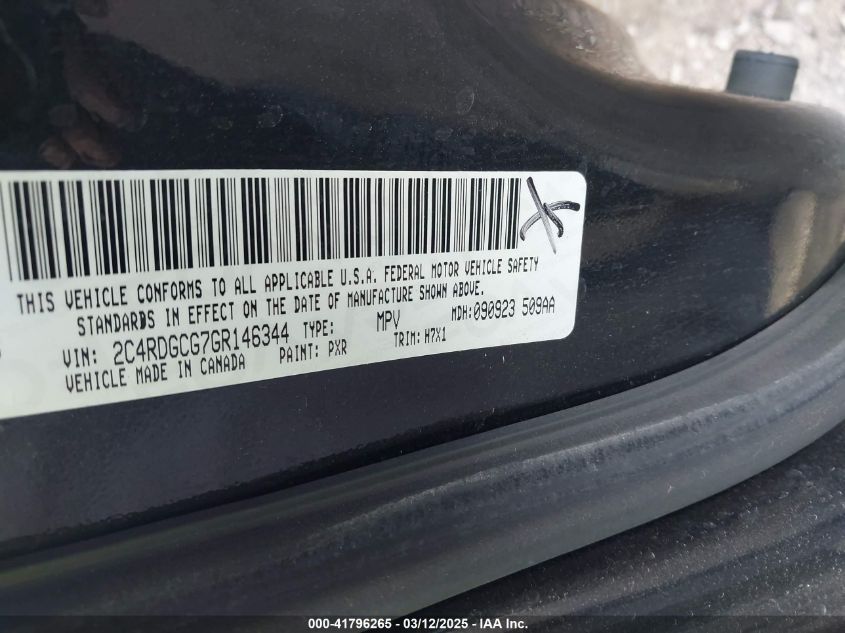 THIS VEHICLE CONFORMS TO ALL APPLICABLE U.S.A. FEDERAL MOTOR VEHICLE SAFETY
STANDARDS IN EFFECT ON THE DATE OF MANUFACTURE SHOWN ABOVE.
MDH:090923 509AA
VIN: 2C4RDGCG7GR146344 TYPE: MPV
VEHICLE MADE IN CANADA PAINT: PXR TRIM: H7X1
000-41796265 - 03/12/2025 - IAA Inc.